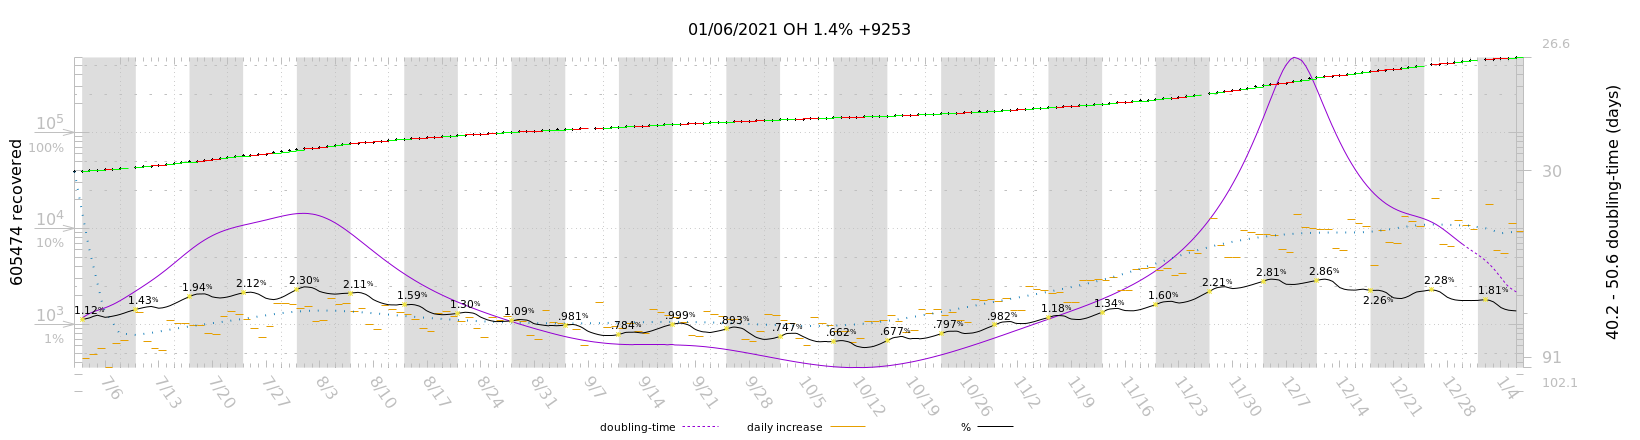 01/06/2021 OH 1.4% +9253
26.6
10^5
100%
30
10^4
10%
10^3
1%
91
102.1
605474 recovered
40.2 - 50.6 doubling-time (days)
1.12% 1.43% 1.94% 2.12% 2.30% 2.11% 1.59% 1.30% 1.09% .981% .784% .999% .893% .747% .662% .677% .797% .982% 1.18% 1.34% 1.60% 2.21% 2.81% 2.86% 2.26% 2.28% 1.81%
7/6 7/13 7/20 7/27 8/3 8/10 8/17 8/24 8/31 9/7 9/14 9/21 9/28 10/5 10/12 10/19 10/26 11/2 11/9 11/16 11/23 11/30 12/7 12/14 12/21 12/28 1/4
doubling-time daily increase %